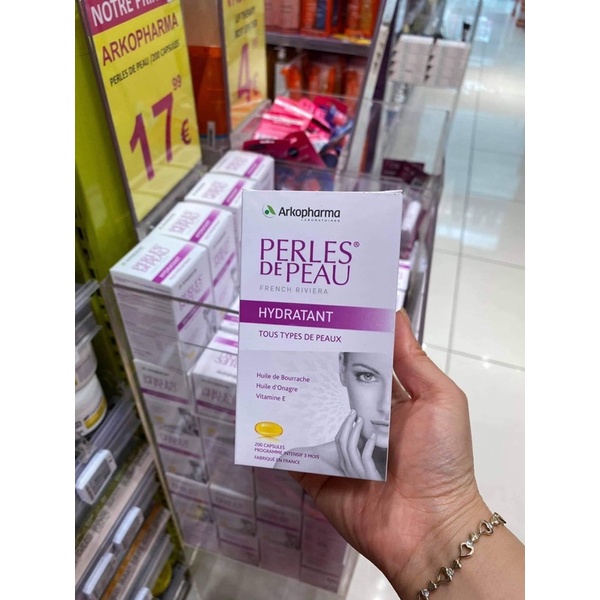 NOTRE PRIX
ARKOPHARMA
PERLES DE PEAU /200 CAPSULES
17,99
€
Arkopharma
LABORATOIRES
PERLES®
DE PEAU
FRENCH RIVIERA
HYDRATANT
TOUS TYPES DE PEAUX
Huile de Bourrache
Huile d'Onagre
Vitamine E
200 CAPSULES
PROGRAMME INTENSIF 3 MOIS
FABRIQUÉ EN FRANCE